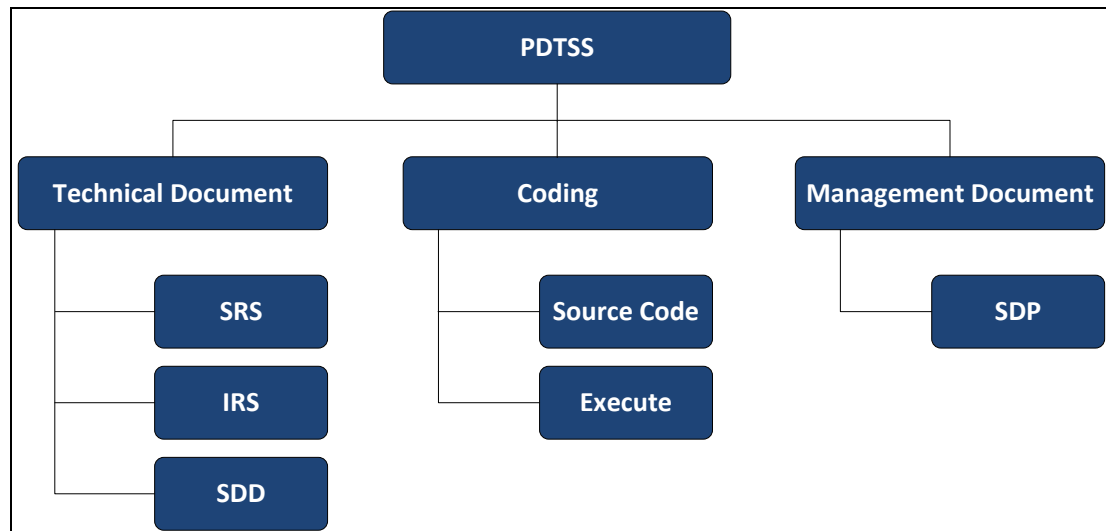 PDTSS
Technical Document
Coding
Management Document
SRS
Source Code
SDP
IRS
Execute
SDD